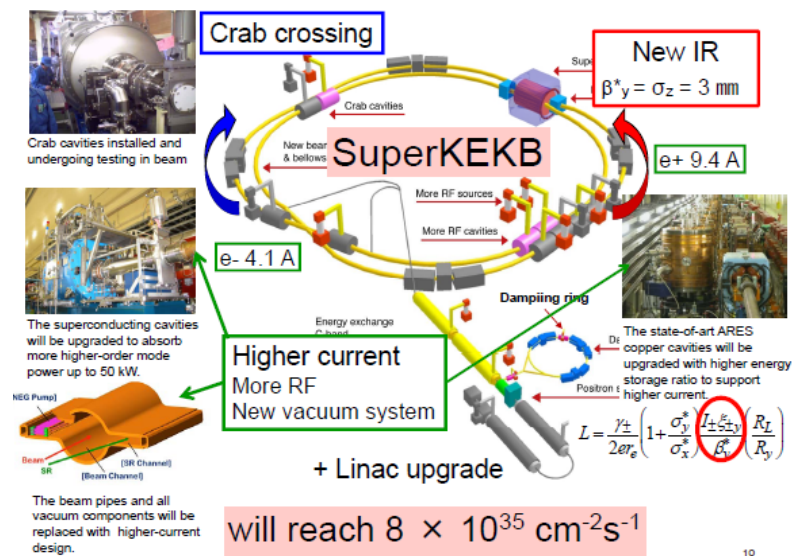 Crab crossing
New IR
β*y = σz = 3 mm
Crab cavities
Crab cavities installed and
undergoing testing in beam
& bellows
SuperKEKB
e+ 9.4 A
More RF sources
More RF cavities
e- 4.1 A
Dampiing ring
The superconducting cavities
will be upgraded to absorb
more higher-order mode
power up to 50 kW.
Energy exchange
The state-of-art ARES
copper cavities will be
upgraded with higher energy
storage ratio to support
higher current.
Higher current
More RF
New vacuum system
Positron
NEG Pump]
Beam
SR
[SR Channel]
[Beam Channel]
L = γ± / 2er_e (1 + σ*y / σ*x) I± ξ±y / β*y (R_L / R_y)
+ Linac upgrade
The beam pipes and all
vacuum components will be
replaced with higher-current
design.
will reach 8 × 10³⁵ cm⁻²s⁻¹